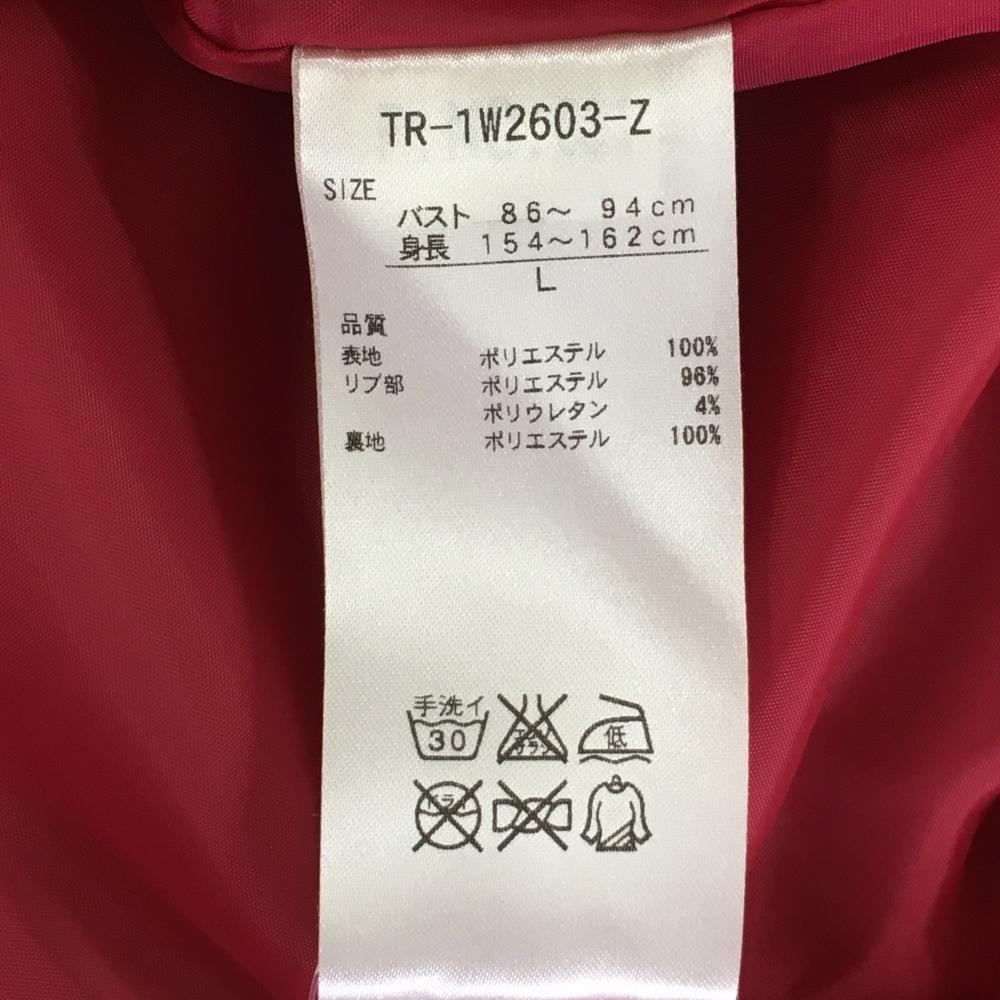 TR-1W2603-Z
SIZE
バスト 86～ 94cm
身長 154～162cm
L
品質
表地 ポリエステル 100%
リブ部 ポリエステル 96%
ポリウレタン 4%
裏地 ポリエステル 100%
手洗イ
30
低